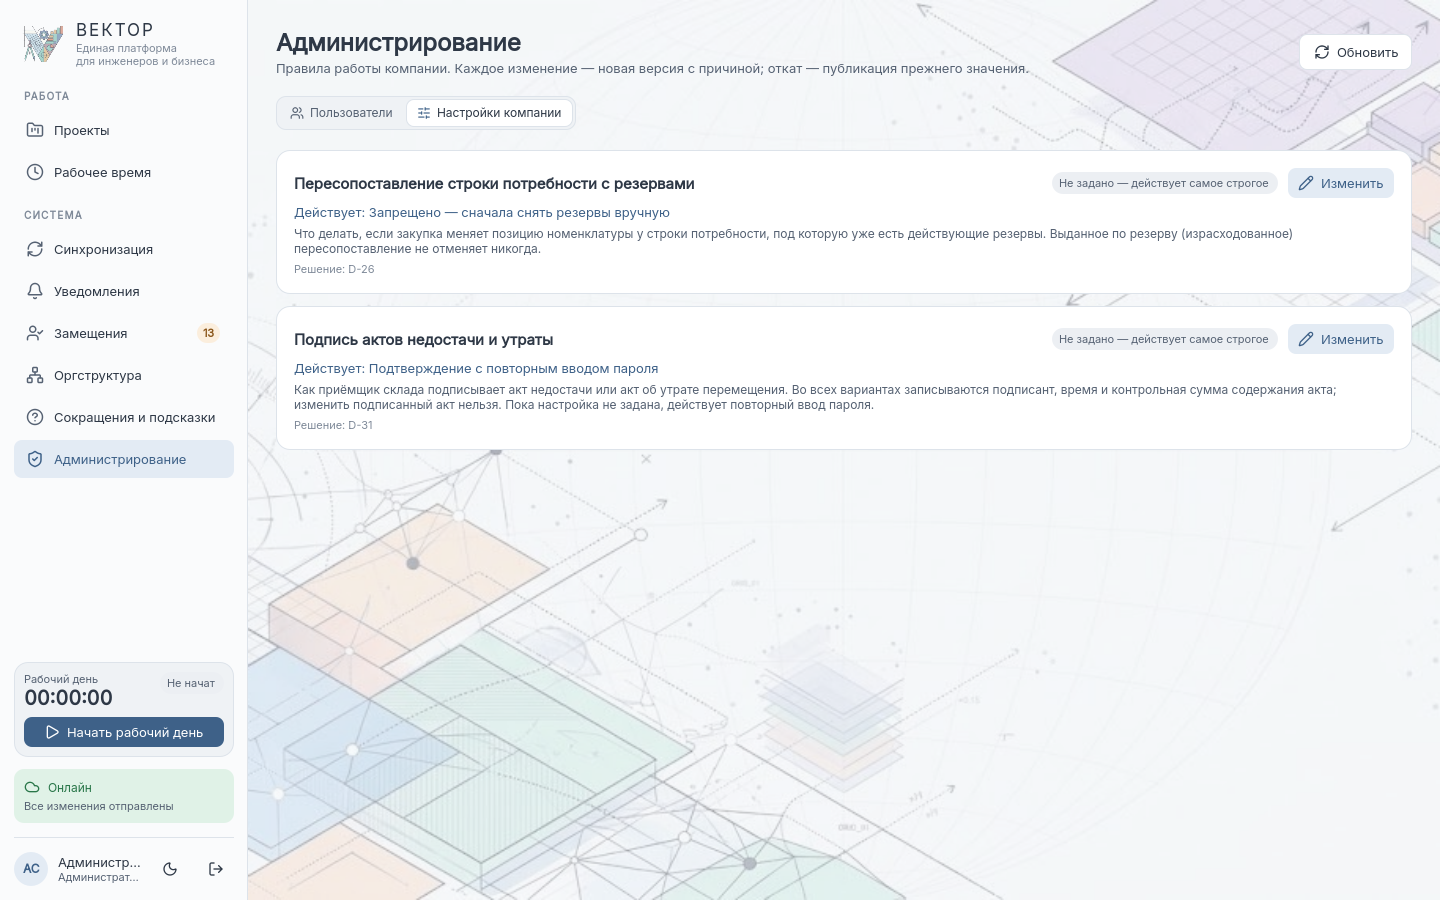 ВЕКТОР
Единая платформа
для инженеров и бизнеса
РАБОТА
Проекты
Рабочее время
СИСТЕМА
Синхронизация
Уведомления
Замещения 13
Оргструктура
Сокращения и подсказки
Администрирование
Рабочий день
Не начат
00:00:00
Начать рабочий день
Онлайн
Все изменения отправлены
АС
Администр...
Администрат...
Администрирование
Правила работы компании. Каждое изменение — новая версия с причиной; откат — публикация прежнего значения.
Обновить
Пользователи
Настройки компании
Пересопоставление строки потребности с резервами
Не задано — действует самое строгое
Изменить
Действует: Запрещено — сначала снять резервы вручную
Что делать, если закупка меняет позицию номенклатуры у строки потребности, под которую уже есть действующие резервы. Выданное по резерву (израсходованное)
пересопоставление не отменяет никогда.
Решение: D-26
Подпись актов недостачи и утраты
Не задано — действует самое строгое
Изменить
Действует: Подтверждение с повторным вводом пароля
Как приёмщик склада подписывает акт недостачи или акт об утрате перемещения. Во всех вариантах записываются подписант, время и контрольная сумма содержания акта;
изменить подписанный акт нельзя. Пока настройка не задана, действует повторный ввод пароля.
Решение: D-31